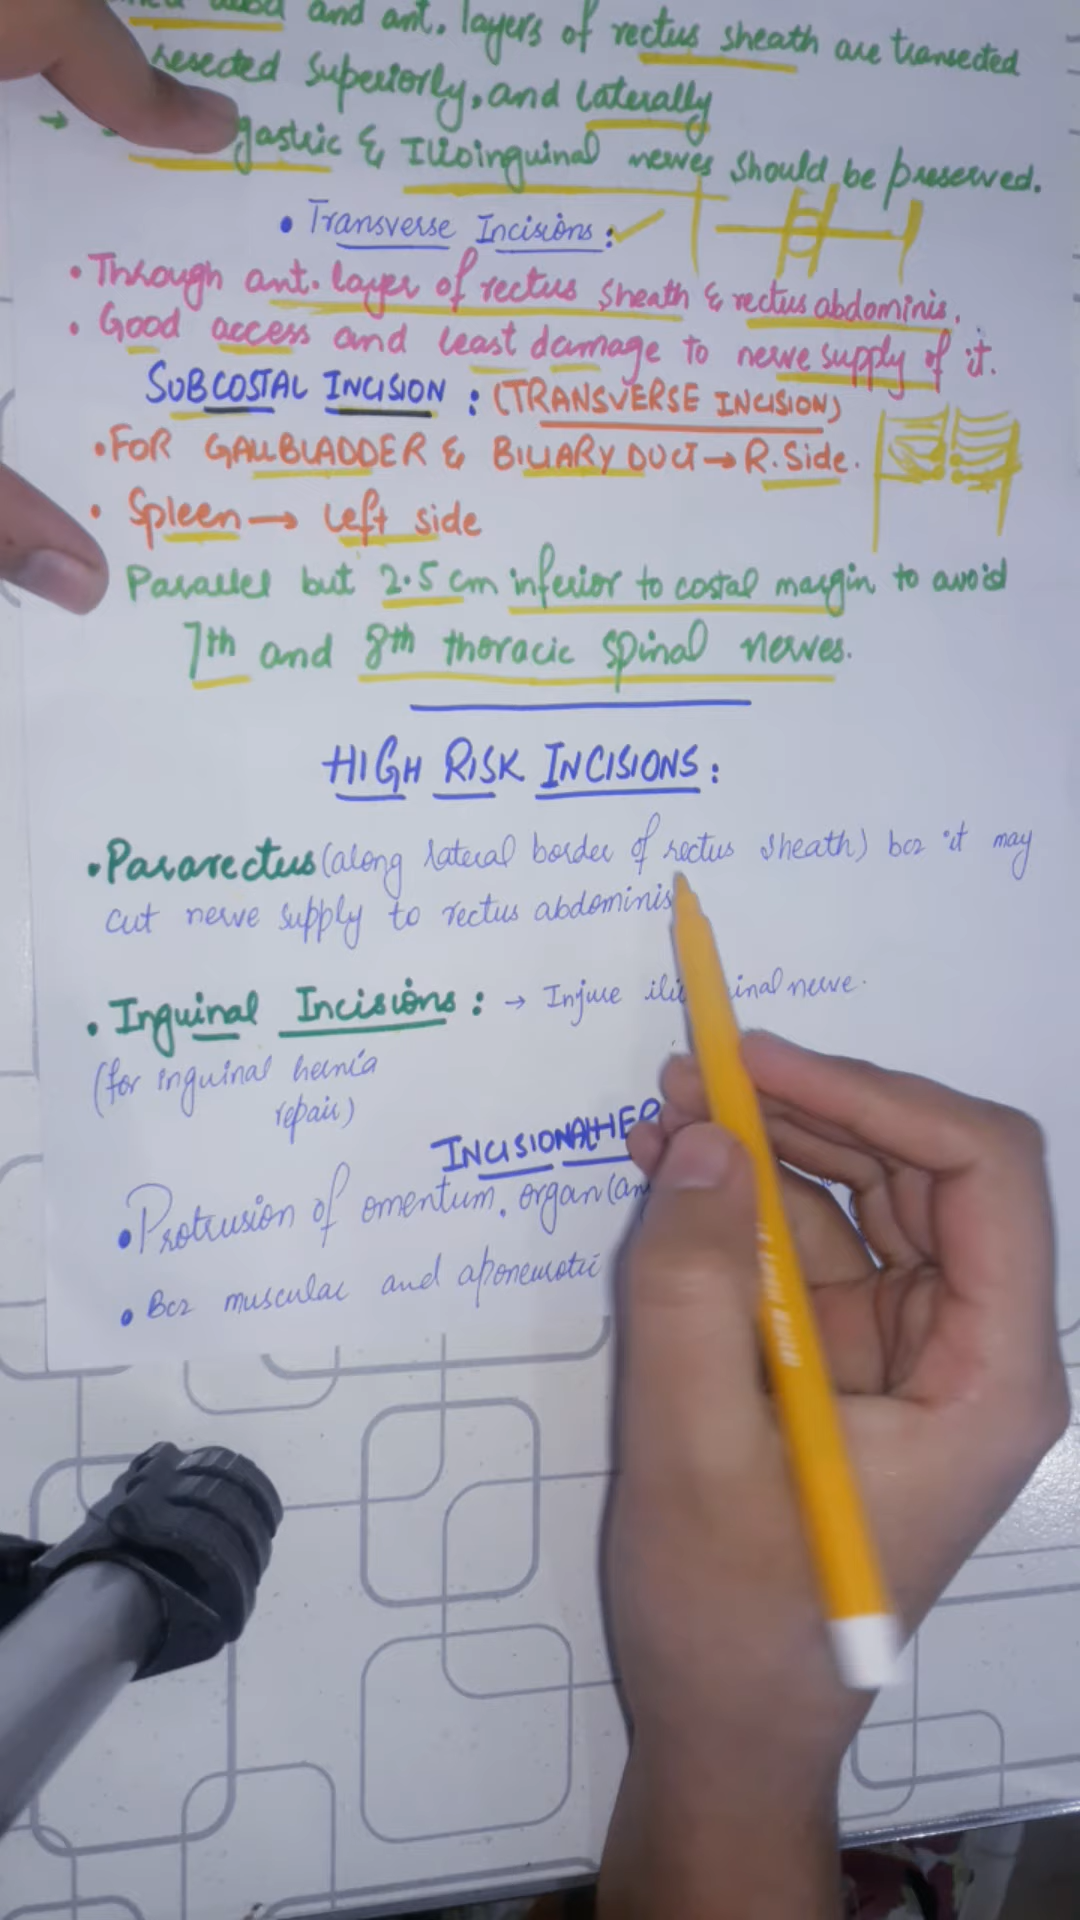 and ant. layers of rectus sheath are transected
resected superiorly, and laterally
→ gastric & Ilioinguinal nerves should be preserved.
• Transverse Incisions:
• Through ant. layer of rectus sheath & rectus abdominis.
• Good access and least damage to nerve supply of it.
SUBCOSTAL INCISION : (TRANSVERSE INCISION)
• FOR GALLBLADDER & BILIARY DUCT → R. Side.
• Spleen → left side
Parallel but 2.5 cm inferior to costal margin to avoid
7th and 8th thoracic spinal nerves.
HIGH RISK INCISIONS :
• Pararectus (along lateral border of rectus sheath) bcz it may
cut nerve supply to rectus abdominis
• Inguinal Incisions : → Injure nerve.
(for inguinal hernia
repair)
INCISIONAL HER
• Protrusion of omentum, organ (an
• Bcz muscular and aponeurotic